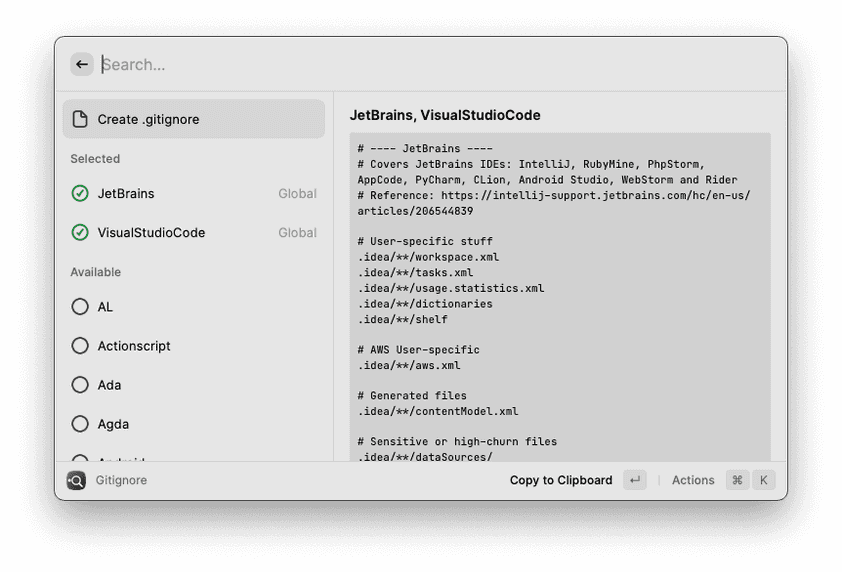 Search...
Create .gitignore
Selected
JetBrains Global
VisualStudioCode Global
Available
AL
Actionscript
Ada
Agda
Android
JetBrains, VisualStudioCode
# ---- JetBrains ----
# Covers JetBrains IDEs: IntelliJ, RubyMine, PhpStorm,
AppCode, PyCharm, CLion, Android Studio, WebStorm and Rider
# Reference: https://intellij-support.jetbrains.com/hc/en-us/
articles/206544839
# User-specific stuff
.idea/**/workspace.xml
.idea/**/tasks.xml
.idea/**/usage.statistics.xml
.idea/**/dictionaries
.idea/**/shelf
# AWS User-specific
.idea/**/aws.xml
# Generated files
.idea/**/contentModel.xml
# Sensitive or high-churn files
.idea/**/dataSources/
Gitignore
Copy to Clipboard ↵ Actions ⌘ K